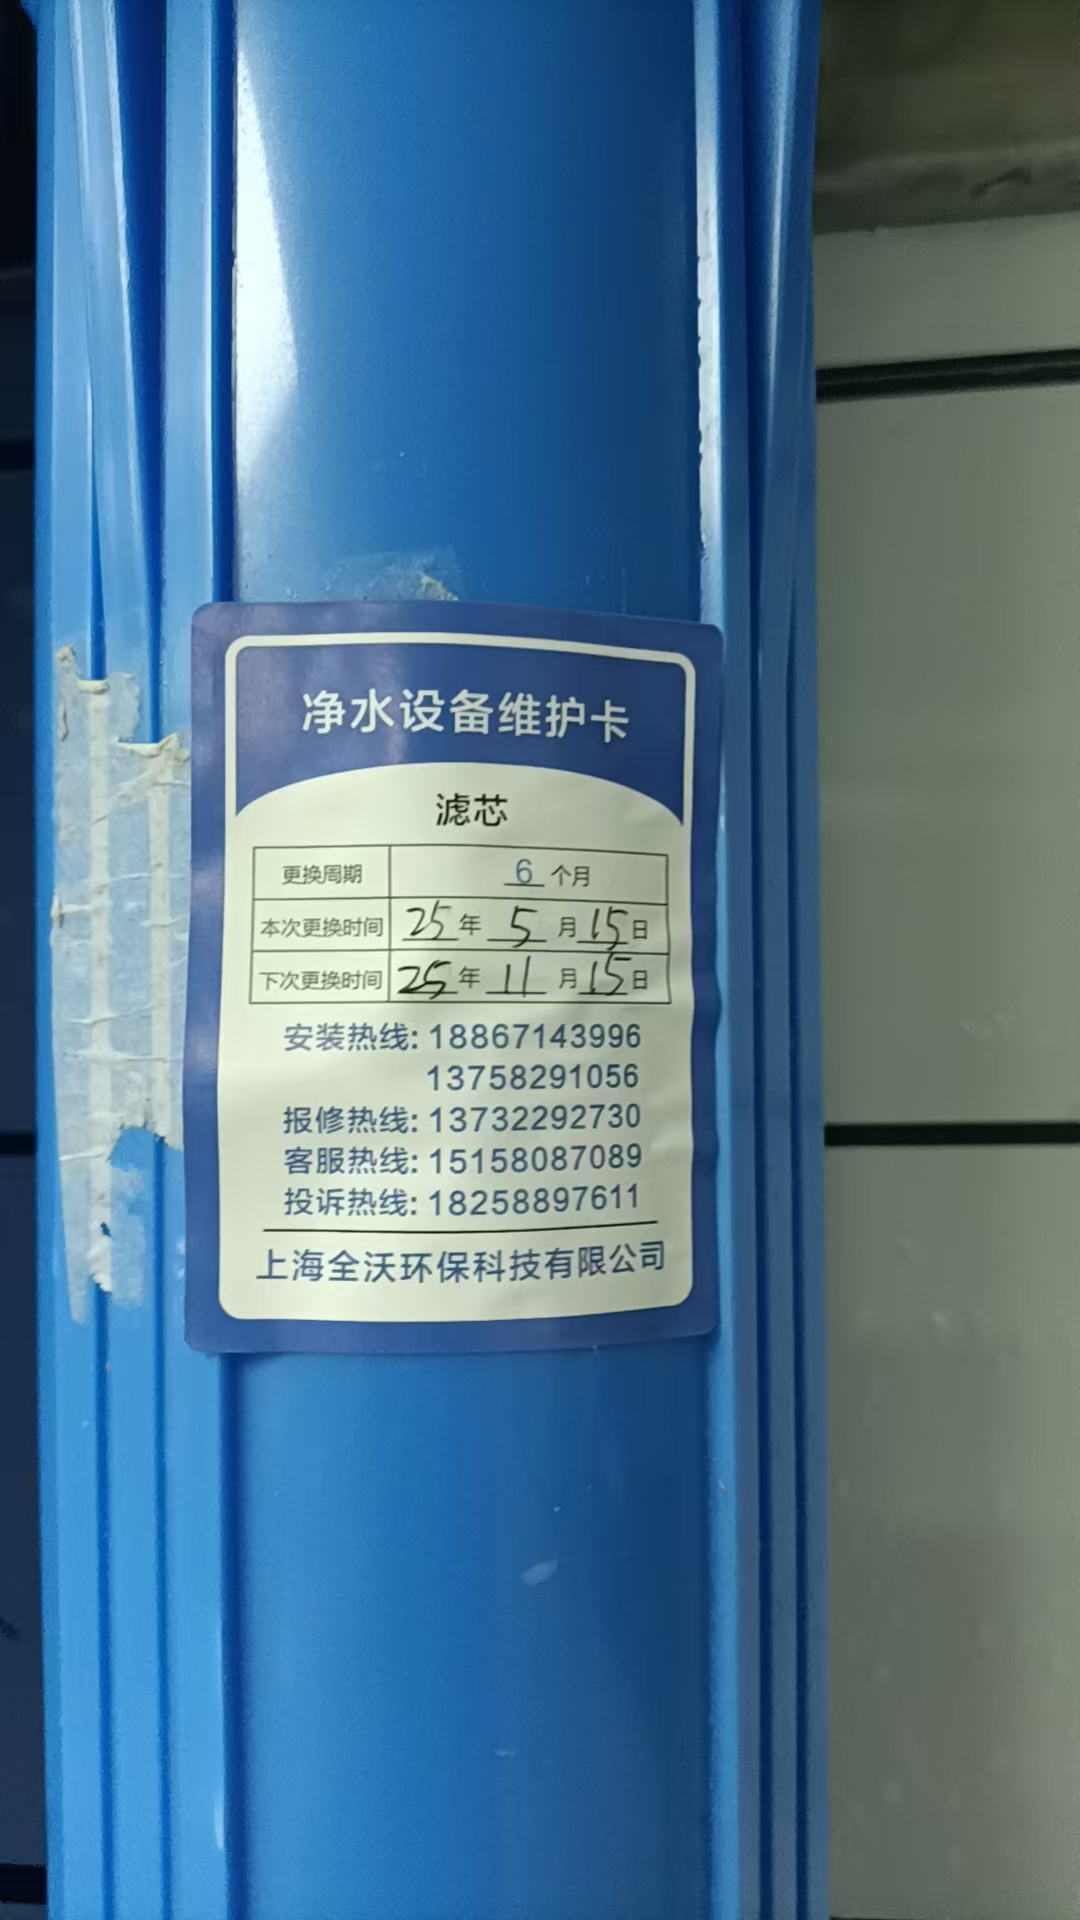 净水设备维护卡
滤芯
更换周期 6 个月
本次更换时间 25 年 5 月 15 日
下次更换时间 25 年 11 月 15 日
安装热线: 18867143996
13758291056
报修热线: 13732292730
客服热线: 15158087089
投诉热线: 18258897611
上海全沃环保科技有限公司